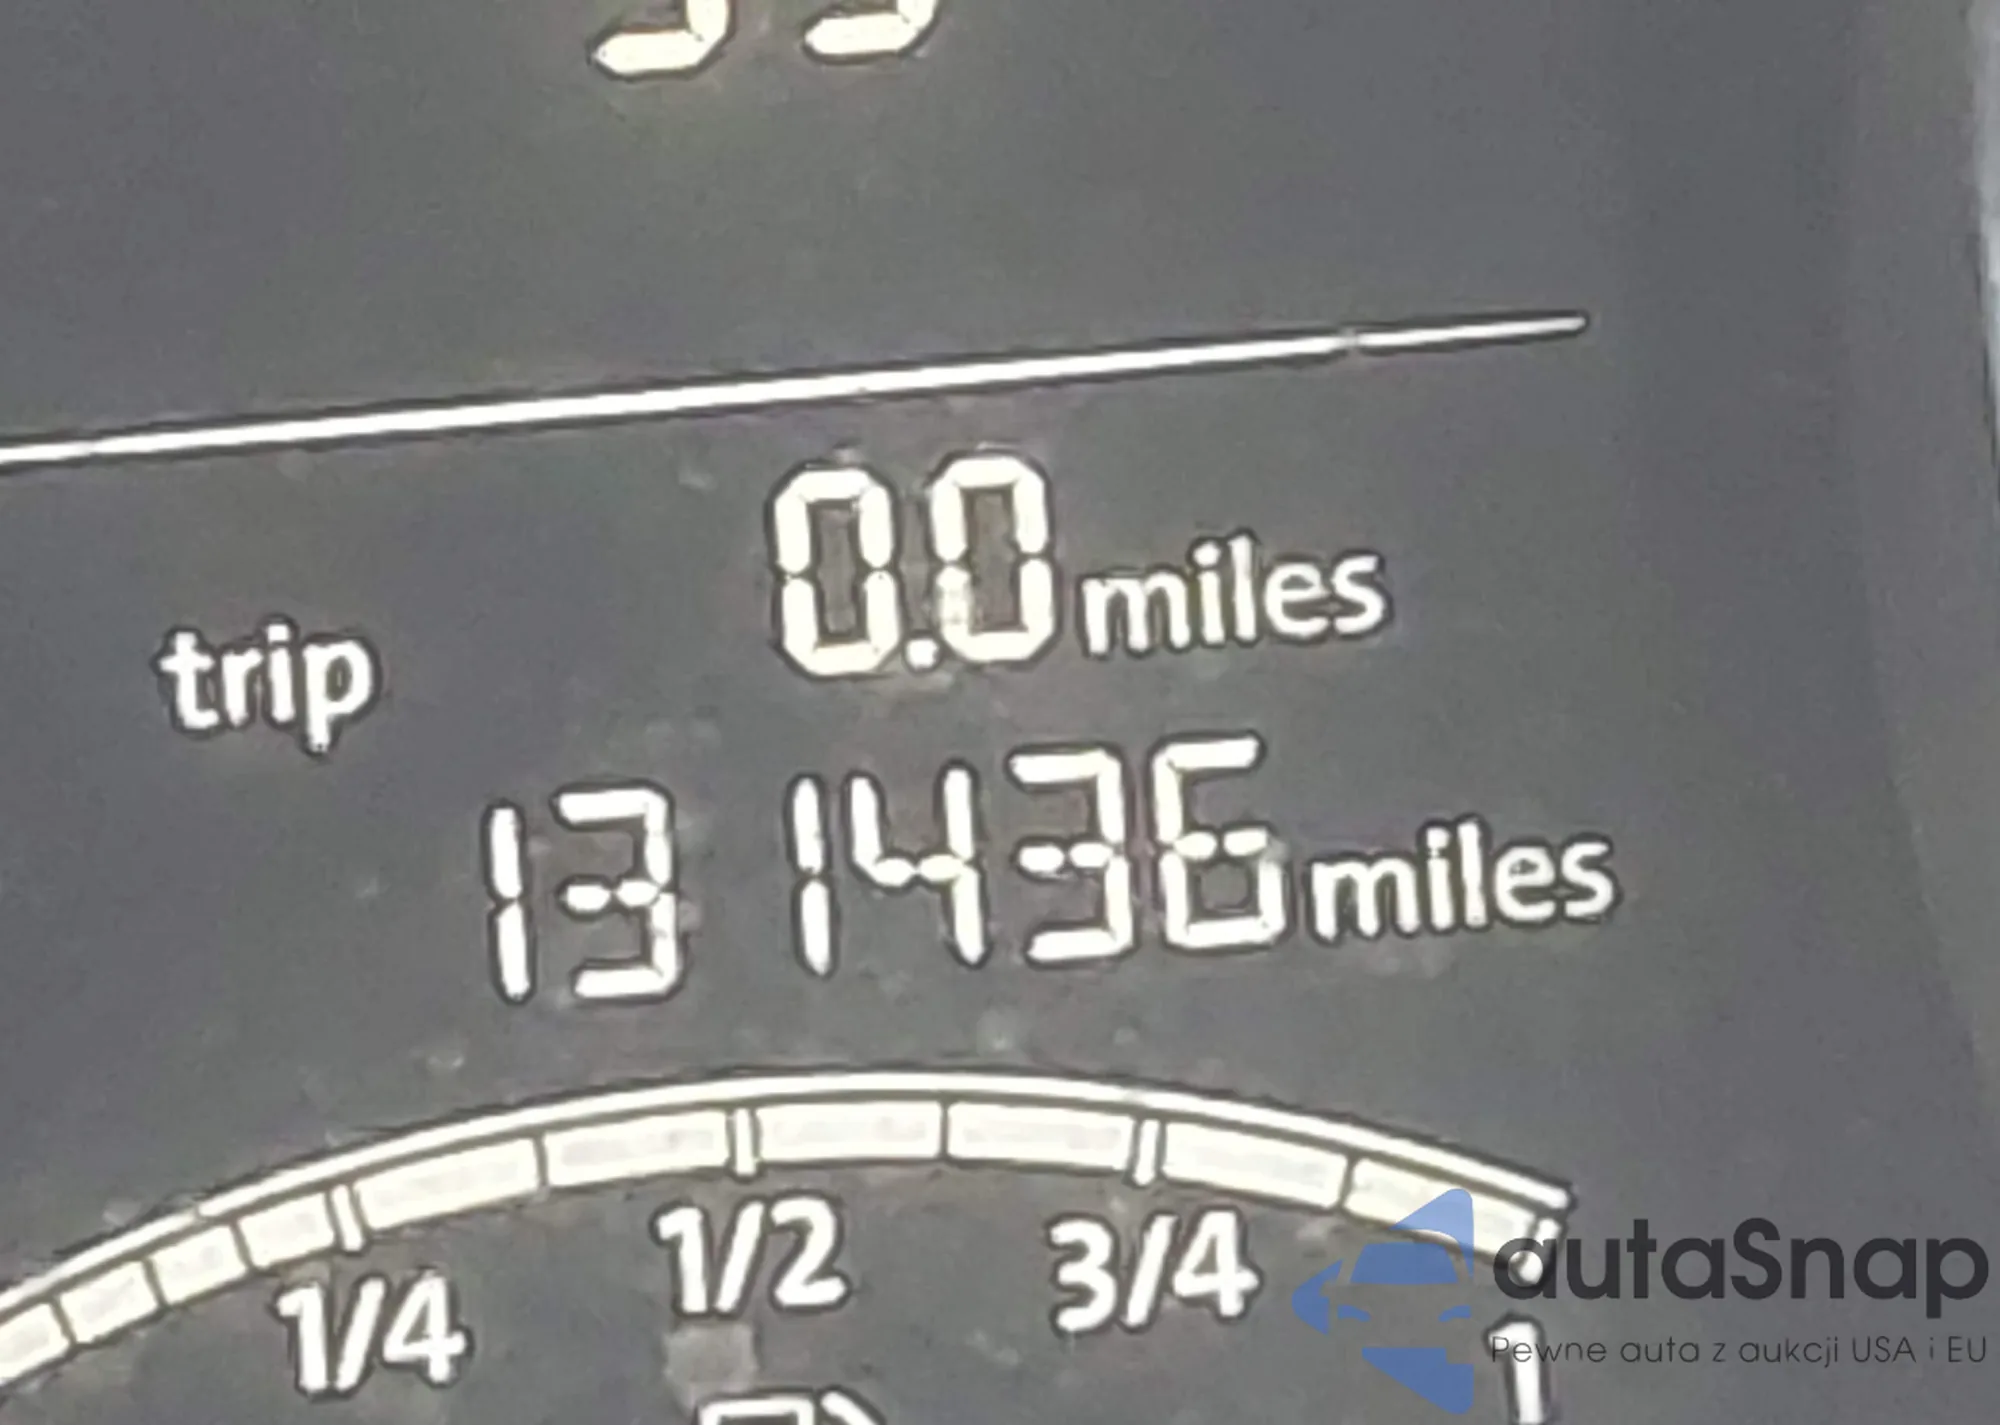 0.0 miles
trip
131436 miles
1/4 1/2 3/4 1
autaSnap
Pewne auta z aukcji USA i EU